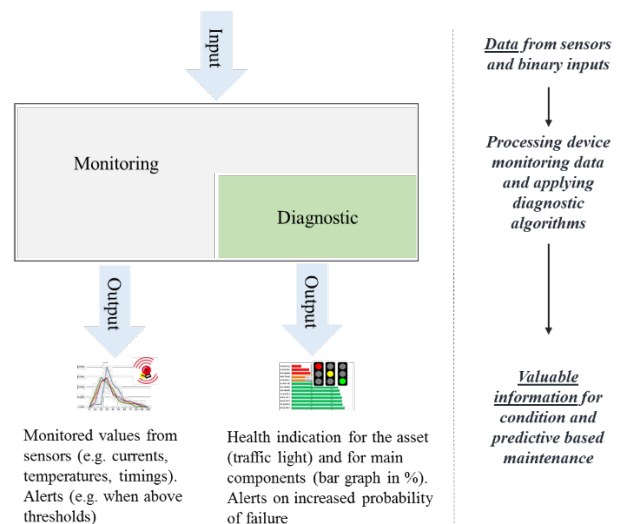 Input
Monitoring
Diagnostic
Output
Output
Monitored values from
sensors (e.g. currents,
temperatures, timings).
Alerts (e.g. when above
thresholds)
Health indication for the asset
(traffic light) and for main
components (bar graph in %).
Alerts on increased probability
of failure
Data from sensors
and binary inputs
Processing device
monitoring data
and applying
diagnostic
algorithms
Valuable
information for
condition and
predictive based
maintenance